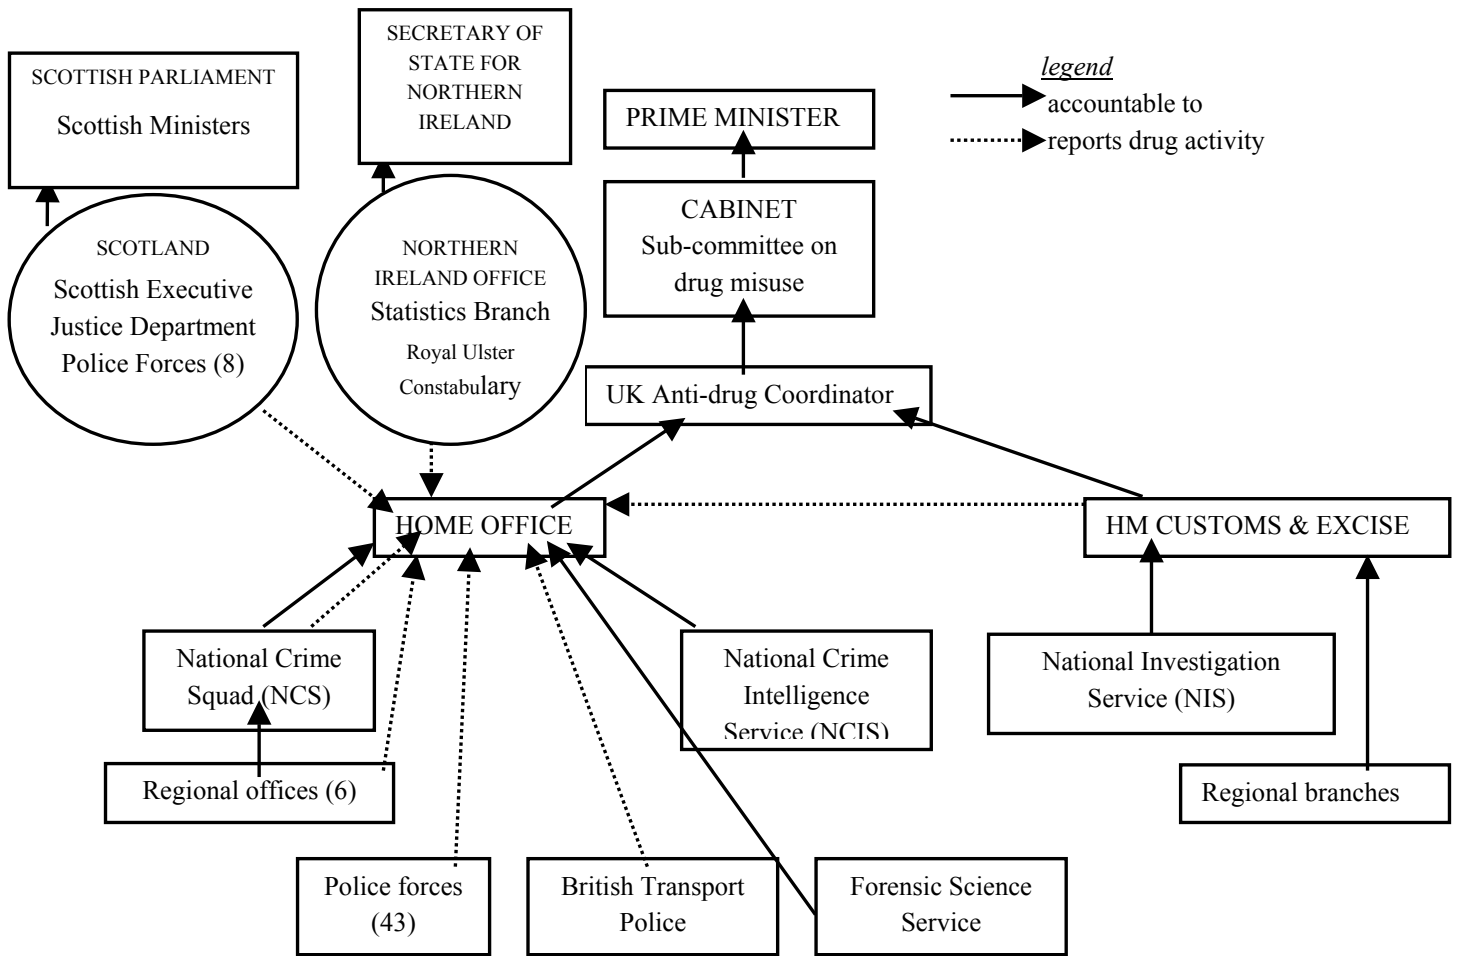 SECRETARY OF
STATE FOR
NORTHERN
IRELAND
SCOTTISH PARLIAMENT
Scottish Ministers
PRIME MINISTER
legend
accountable to
reports drug activity
CABINET
Sub-committee on
drug misuse
SCOTLAND
Scottish Executive
Justice Department
Police Forces (8)
NORTHERN
IRELAND OFFICE
Statistics Branch
Royal Ulster
Constabulary
UK Anti-drug Coordinator
HOME OFFICE
HM CUSTOMS & EXCISE
National Crime
Squad (NCS)
National Crime
Intelligence
Service (NCIS)
National Investigation
Service (NIS)
Regional offices (6)
Regional branches
Police forces
(43)
British Transport
Police
Forensic Science
Service